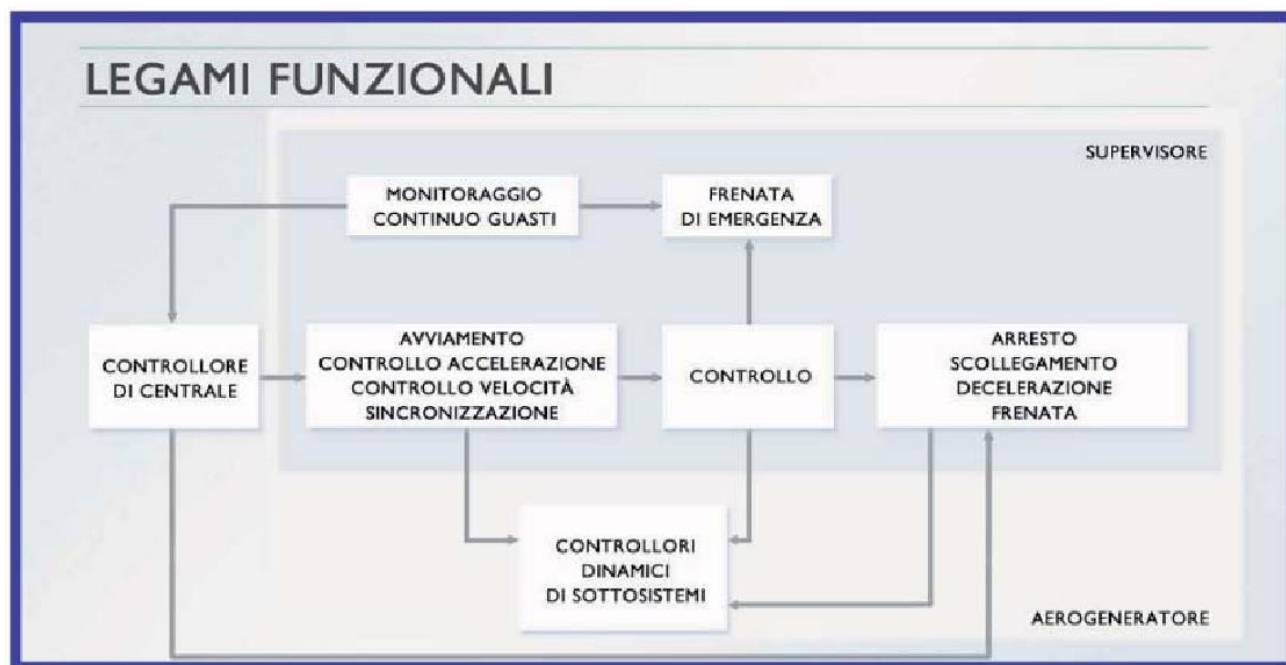 LEGAMI FUNZIONALI
SUPERVISORE
MONITORAGGIO
CONTINUO GUASTI
FRENATA
DI EMERGENZA
CONTROLLORE
DI CENTRALE
AVVIAMENTO
CONTROLLO ACCELERAZIONE
CONTROLLO VELOCITÀ
SINCRONIZZAZIONE
CONTROLLO
ARRESTO
SCOLLEGAMENTO
DECELERAZIONE
FRENATA
CONTROLLORI
DINAMICI
DI SOTTOSISTEMI
AEROGENERATORE